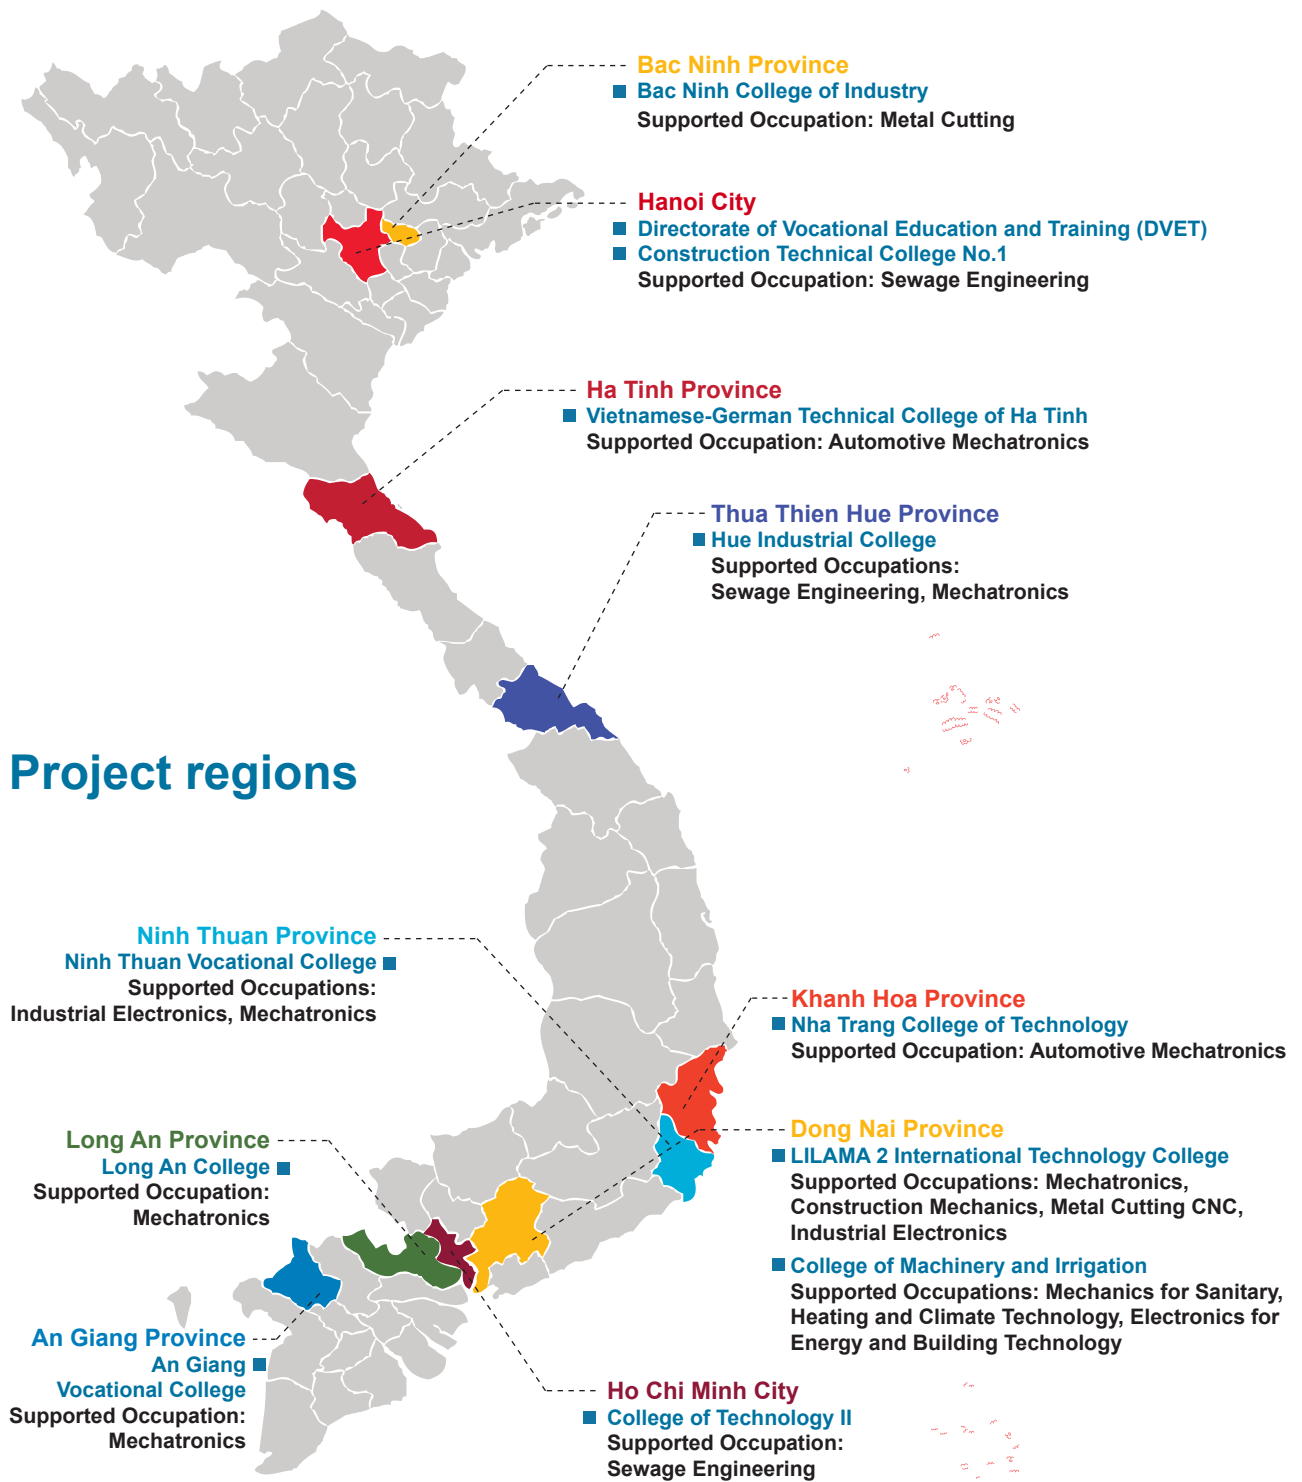 Bac Ninh Province
Bac Ninh College of Industry
Supported Occupation: Metal Cutting
Hanoi City
Directorate of Vocational Education and Training (DVET)
Construction Technical College No.1
Supported Occupation: Sewage Engineering
Ha Tinh Province
Vietnamese-German Technical College of Ha Tinh
Supported Occupation: Automotive Mechatronics
Thua Thien Hue Province
Hue Industrial College
Supported Occupations:
Sewage Engineering, Mechatronics
Project regions
Ninh Thuan Province
Ninh Thuan Vocational College
Supported Occupations:
Industrial Electronics, Mechatronics
Khanh Hoa Province
Nha Trang College of Technology
Supported Occupation: Automotive Mechatronics
Long An Province
Long An College
Supported Occupation:
Mechatronics
Dong Nai Province
LILAMA 2 International Technology College
Supported Occupations: Mechatronics,
Construction Mechanics, Metal Cutting CNC,
Industrial Electronics
College of Machinery and Irrigation
Supported Occupations: Mechanics for Sanitary,
Heating and Climate Technology, Electronics for
Energy and Building Technology
An Giang Province
An Giang
Vocational College
Supported Occupation:
Mechatronics
Ho Chi Minh City
College of Technology II
Supported Occupation:
Sewage Engineering